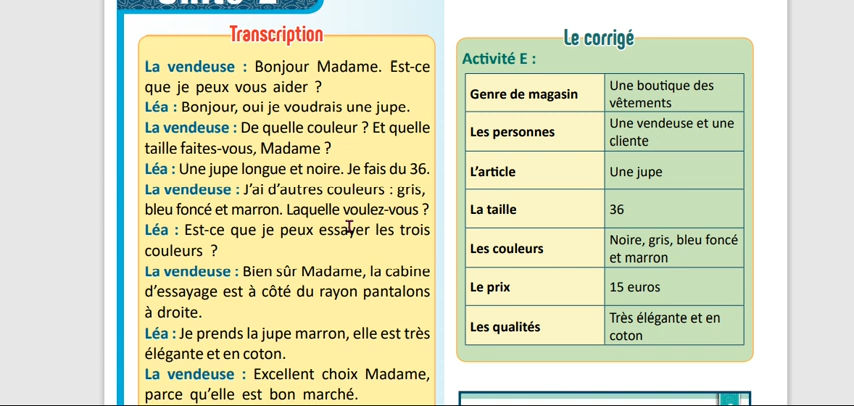 Transcription
La vendeuse : Bonjour Madame. Est-ce
que je peux vous aider ?
Léa : Bonjour, oui je voudrais une jupe.
La vendeuse : De quelle couleur ? Et quelle
taille faites-vous, Madame ?
Léa : Une jupe longue et noire. Je fais du 36.
La vendeuse : J'ai d'autres couleurs : gris,
bleu foncé et marron. Laquelle voulez-vous ?
Léa : Est-ce que je peux essayer les trois
couleurs ?
La vendeuse : Bien sûr Madame, la cabine
d'essayage est à côté du rayon pantalons
à droite.
Léa : Je prends la jupe marron, elle est très
élégante et en coton.
La vendeuse : Excellent choix Madame,
parce qu'elle est bon marché.
Le corrigé
Activité E :
Genre de magasin
Une boutique des
vêtements
Les personnes
Une vendeuse et une
cliente
L'article
Une jupe
La taille
36
Les couleurs
Noire, gris, bleu foncé
et marron
Le prix
15 euros
Les qualités
Très élégante et en
coton